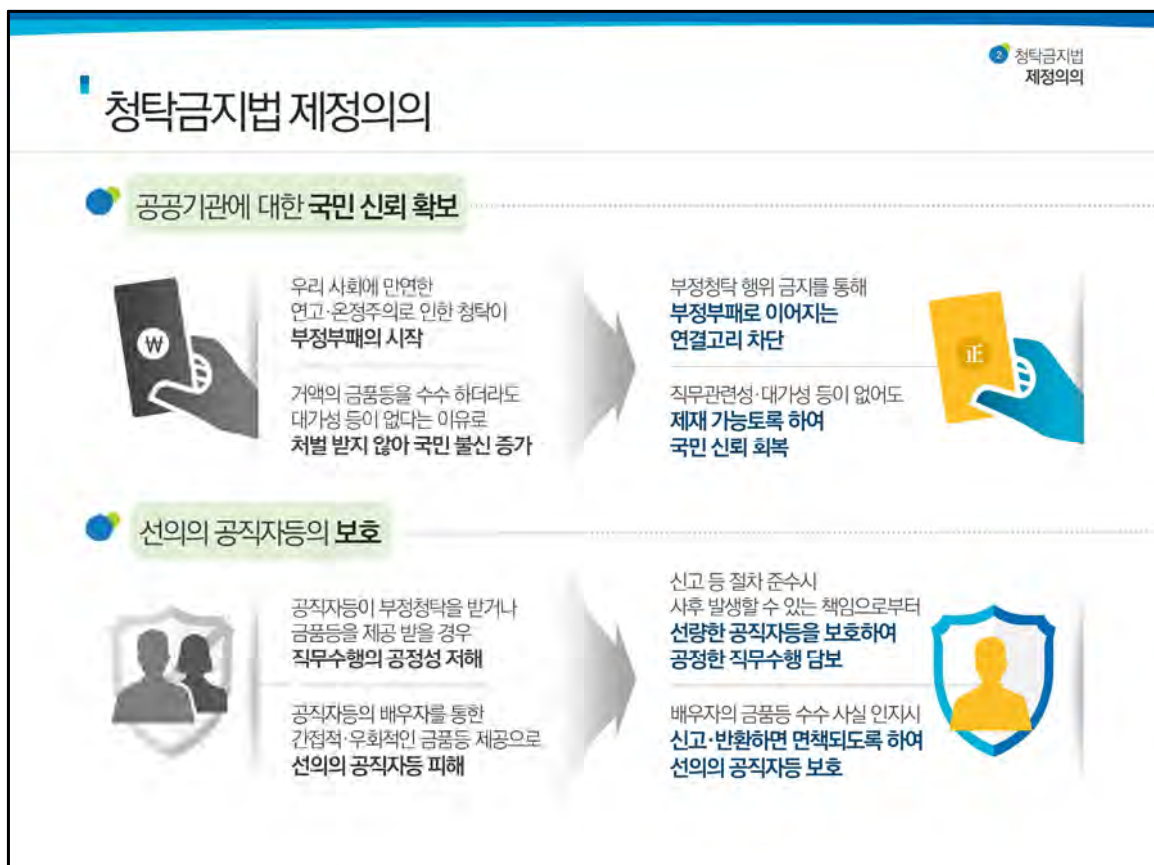 2 청탁금지법
제정의의
청탁금지법 제정의의
공공기관에 대한 국민 신뢰 확보
우리 사회에 만연한
연고·온정주의로 인한 청탁이
부정부패의 시작
거액의 금품등을 수수 하더라도
대가성 등이 없다는 이유로
처벌 받지 않아 국민 불신 증가
₩
부정청탁 행위 금지를 통해
부정부패로 이어지는
연결고리 차단
직무관련성·대가성 등이 없어도
제재 가능토록 하여
국민 신뢰 회복
正
선의의 공직자등의 보호
공직자등이 부정청탁을 받거나
금품등을 제공 받을 경우
직무수행의 공정성 저해
공직자등의 배우자를 통한
간접적·우회적인 금품등 제공으로
선의의 공직자등 피해
신고 등 절차 준수시
사후 발생할 수 있는 책임으로부터
선량한 공직자등을 보호하여
공정한 직무수행 담보
배우자의 금품등 수수 사실 인지시
신고·반환하면 면책되도록 하여
선의의 공직자등 보호